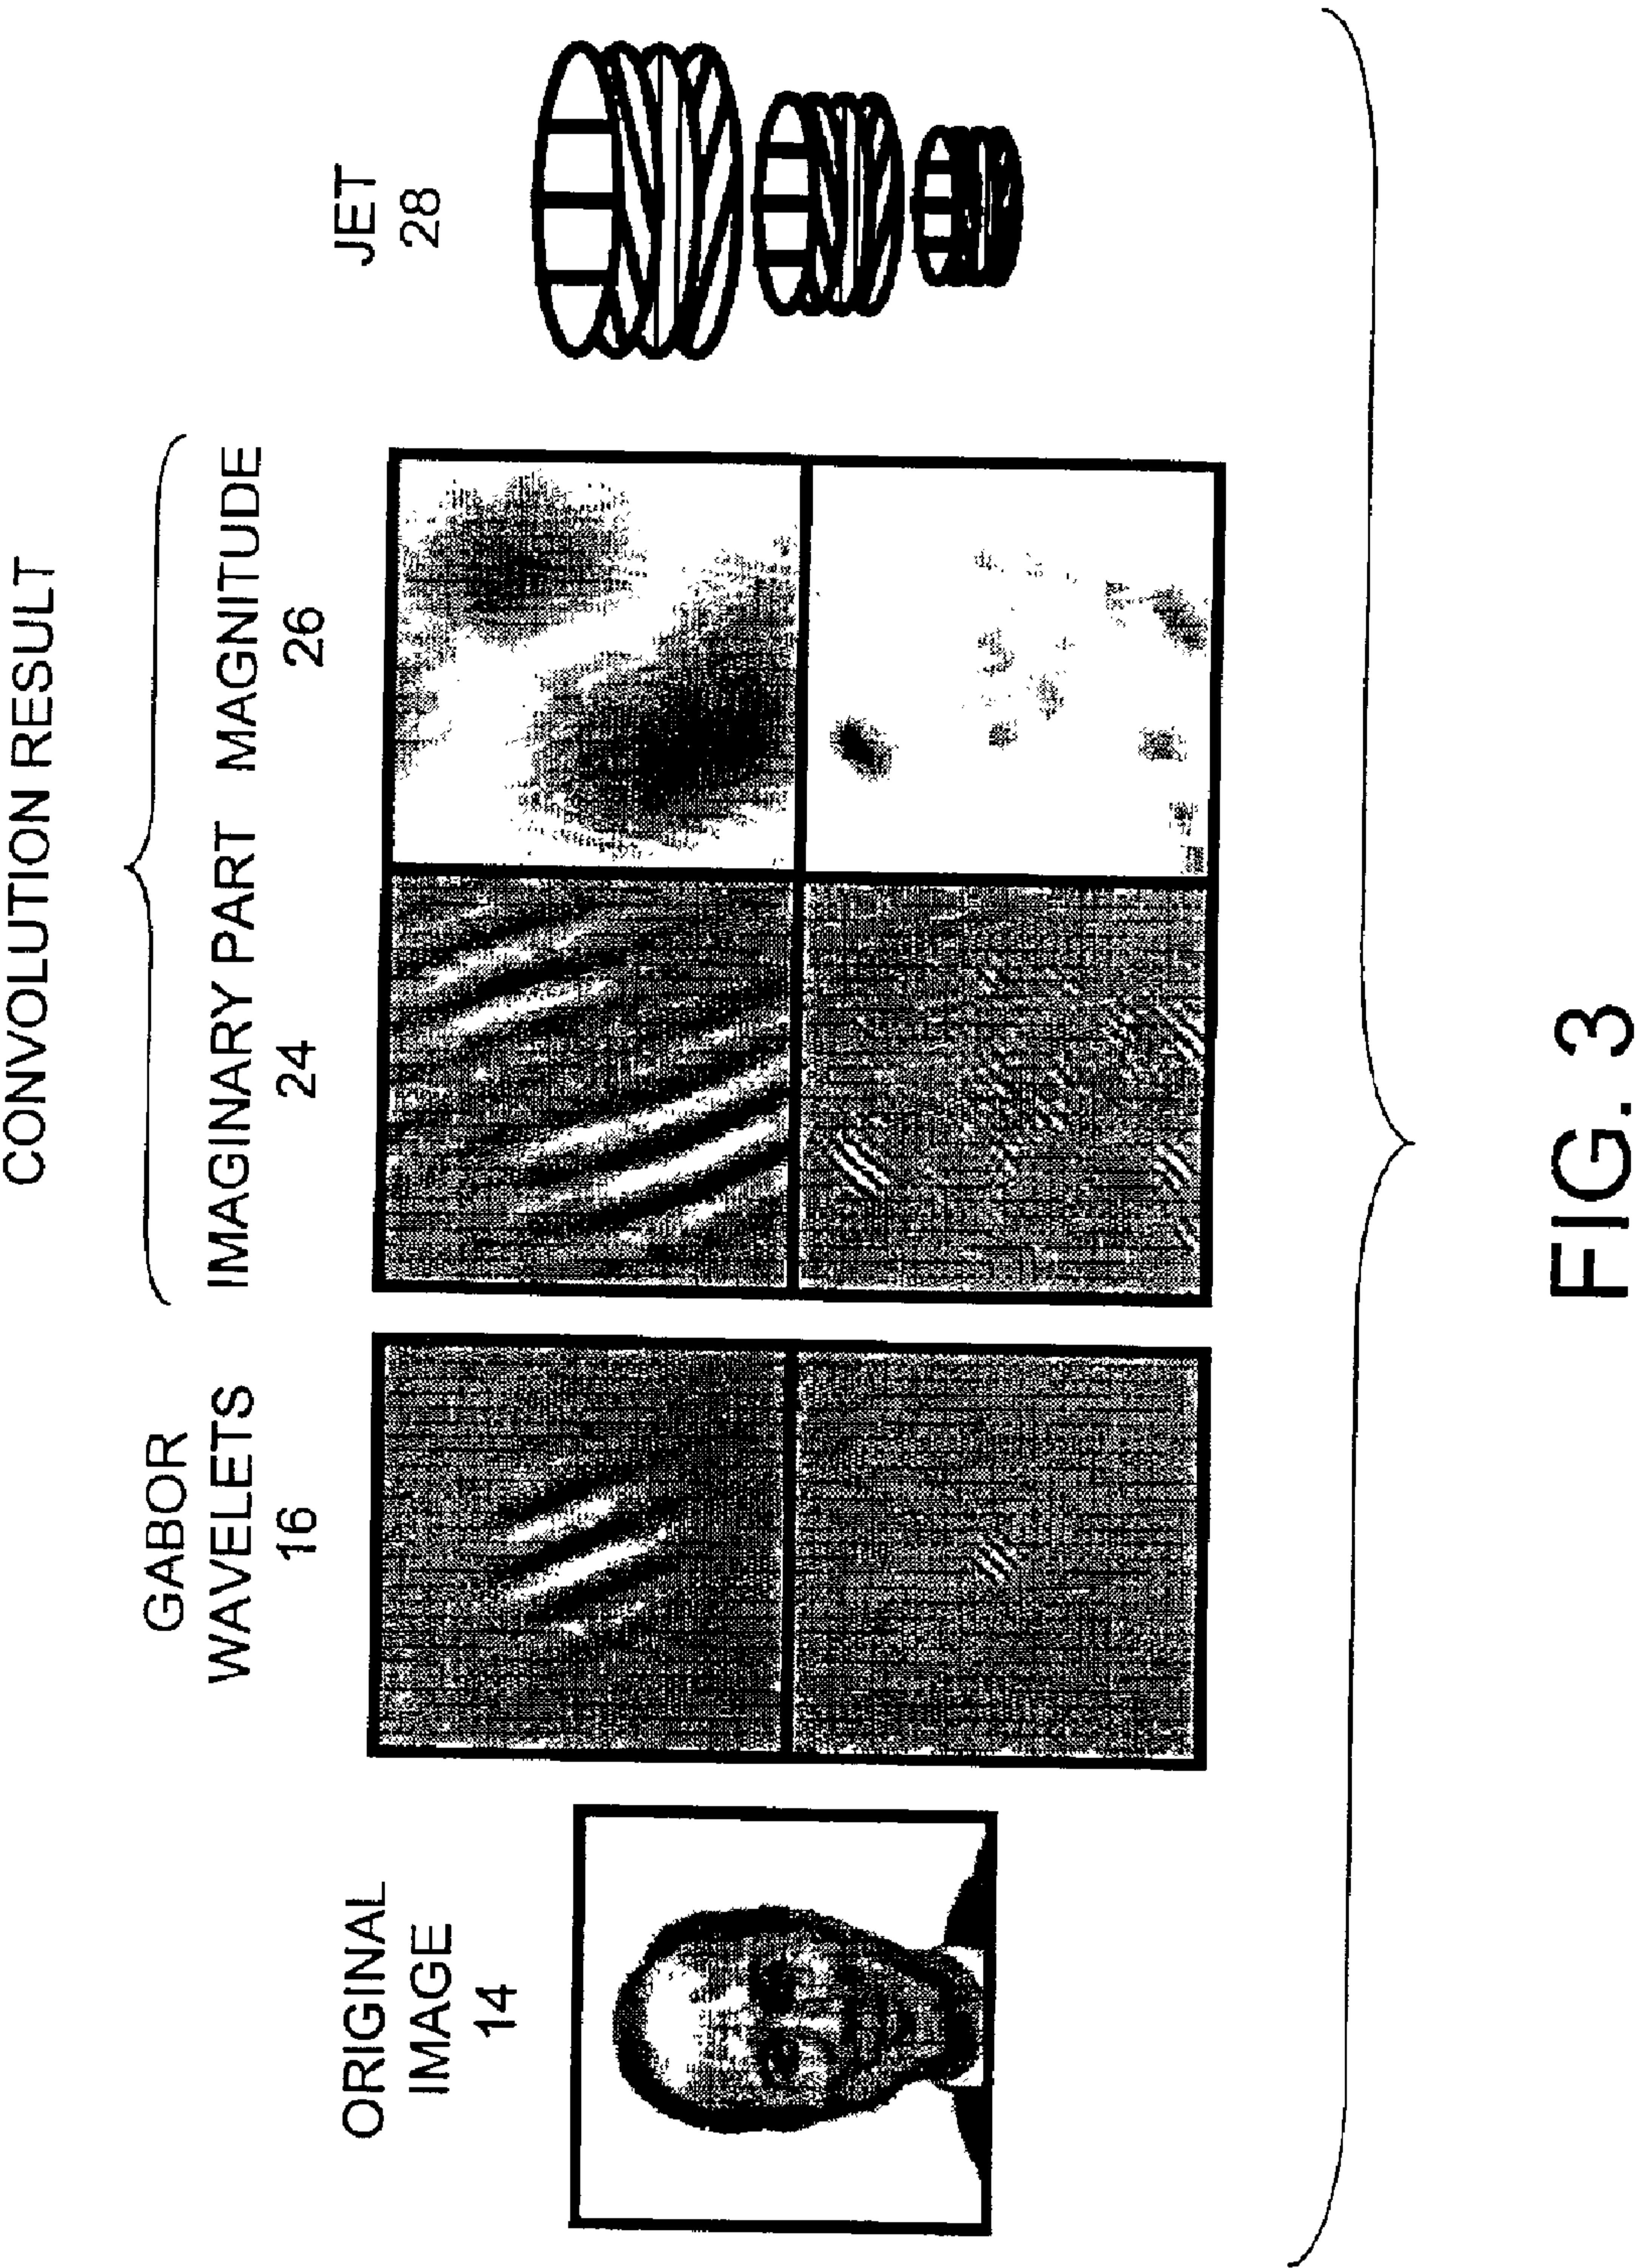 CONVOLUTION RESULT
ORIGINAL
IMAGE
14
GABOR
WAVELETS
16
IMAGINARY PART
24
MAGNITUDE
26
JET
28
FIG. 3